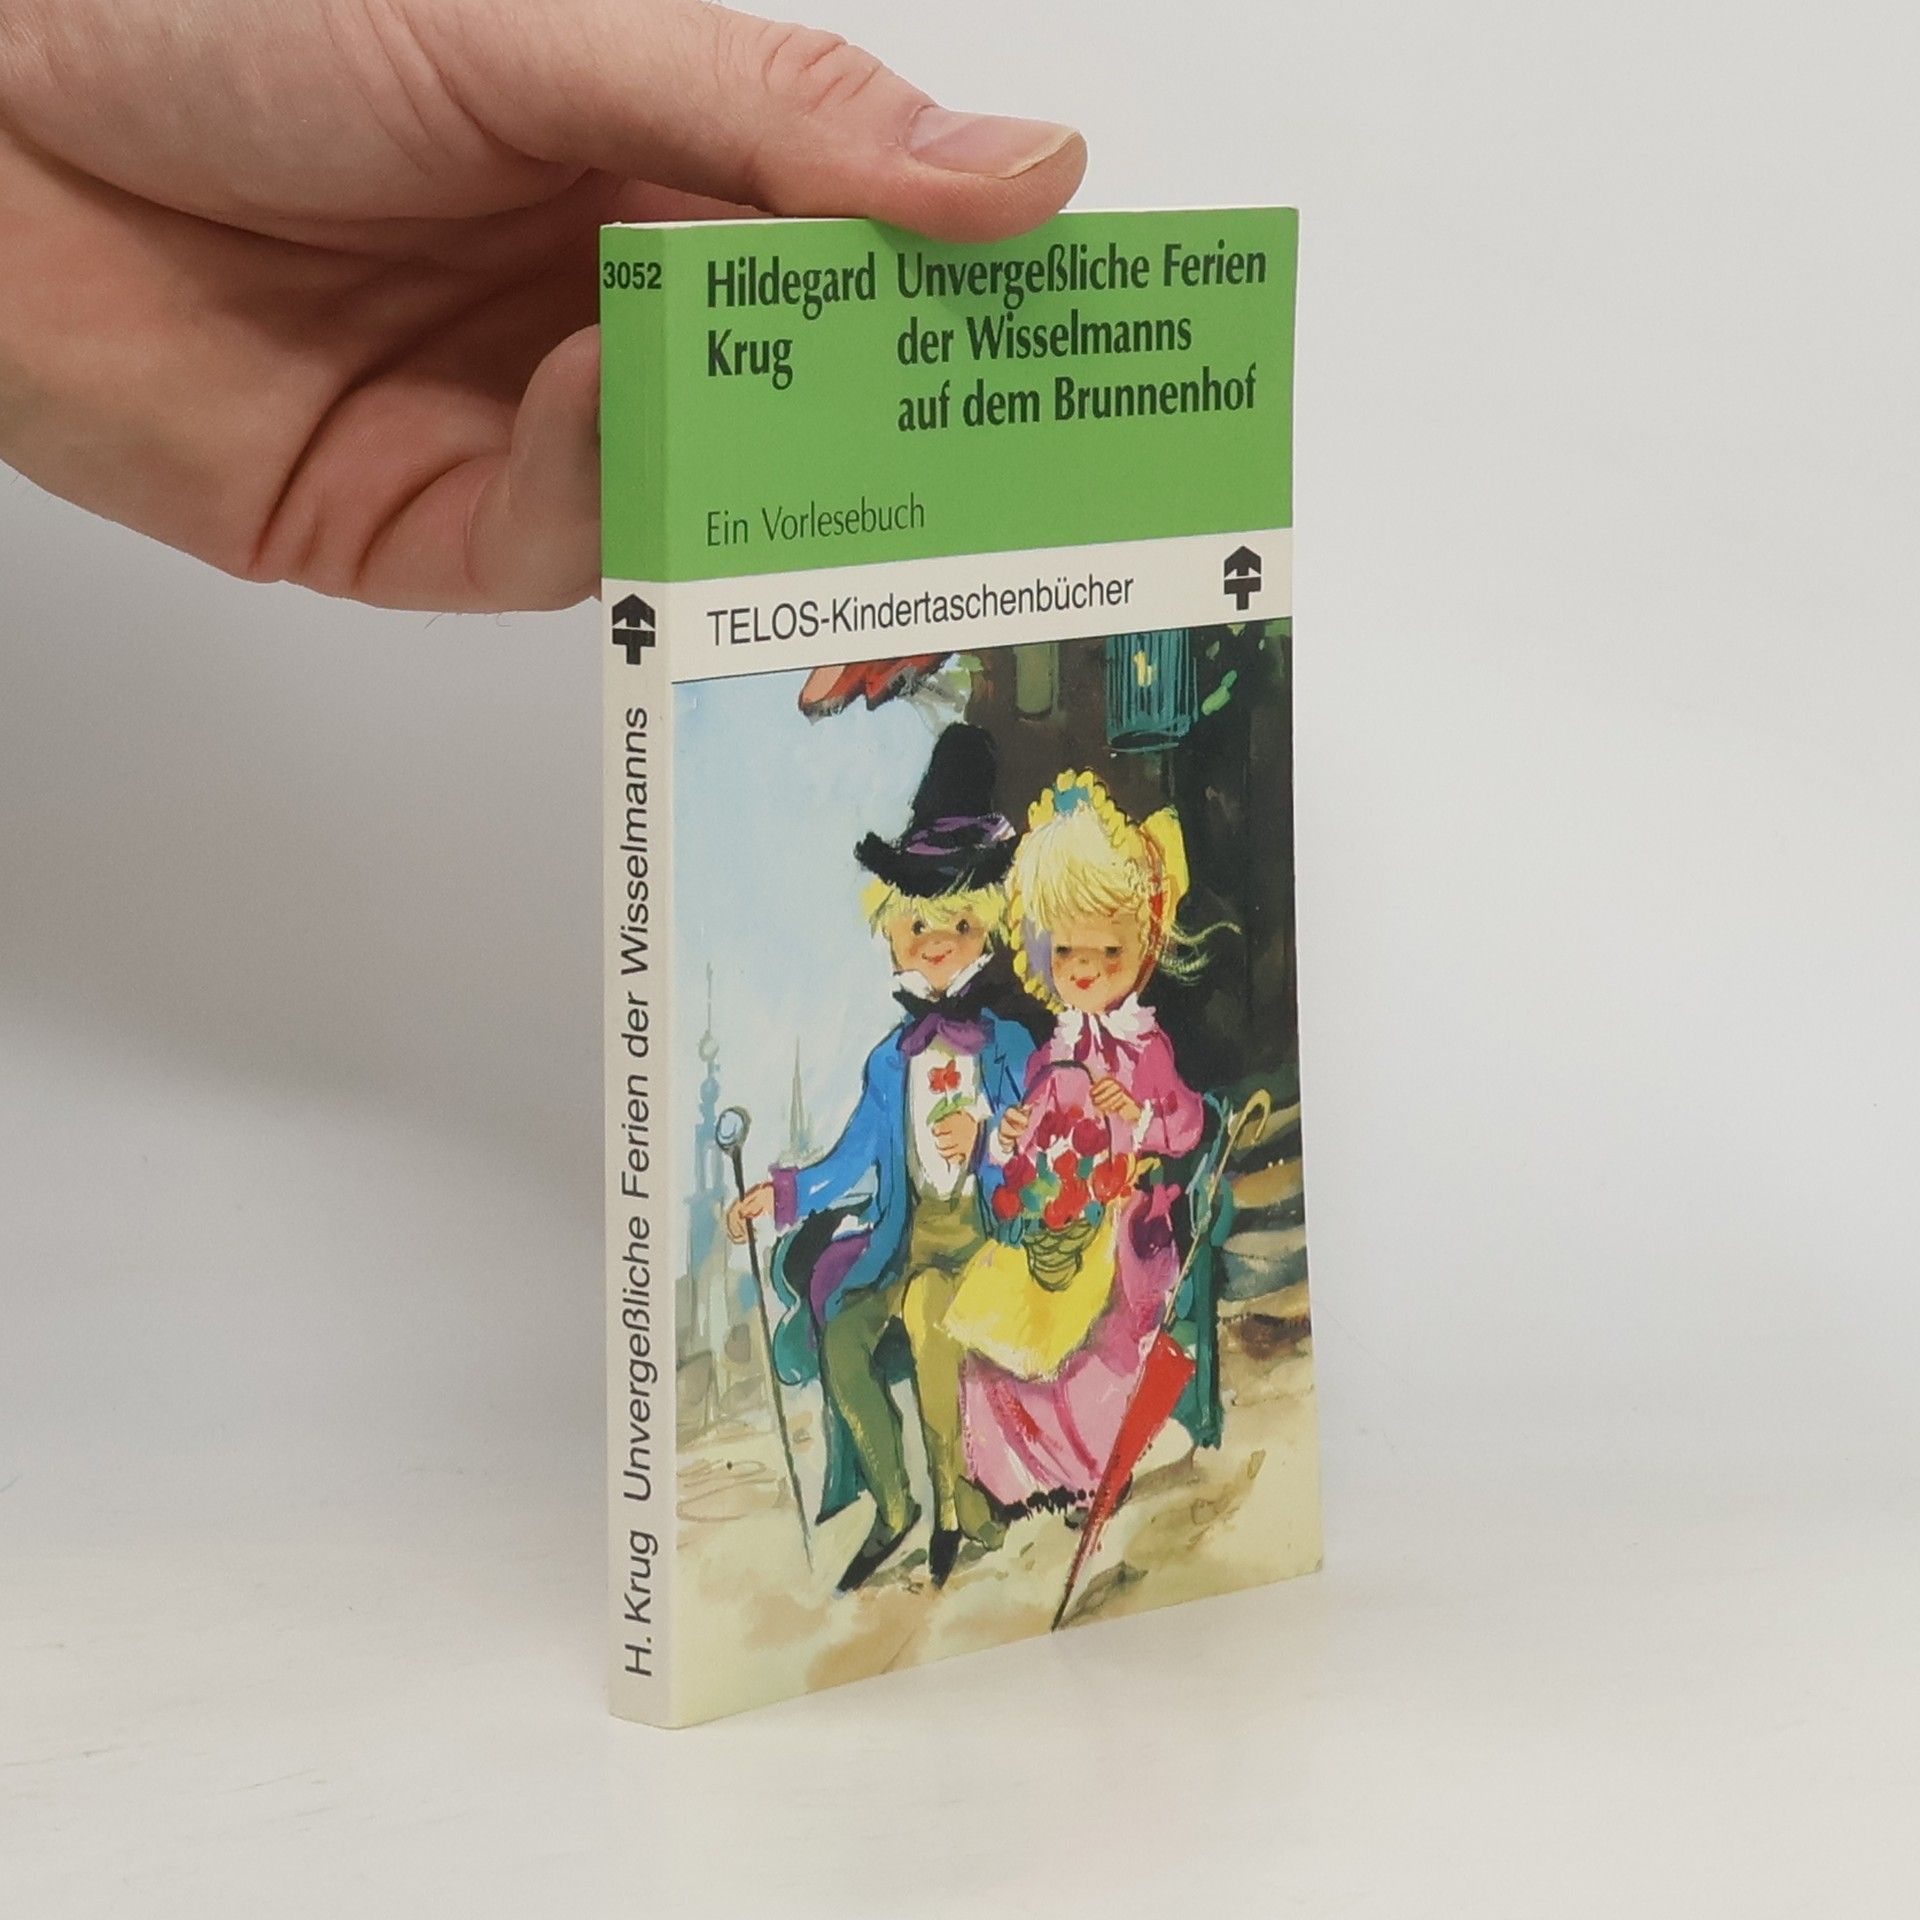 3052
Hildegard
Krug
Unvergeßliche Ferien
der Wisselmanns
auf dem Brunnenhof
Ein Vorlesebuch
TELOS-Kindertaschenbücher
H. Krug Unvergeßliche Ferien der Wisselmanns